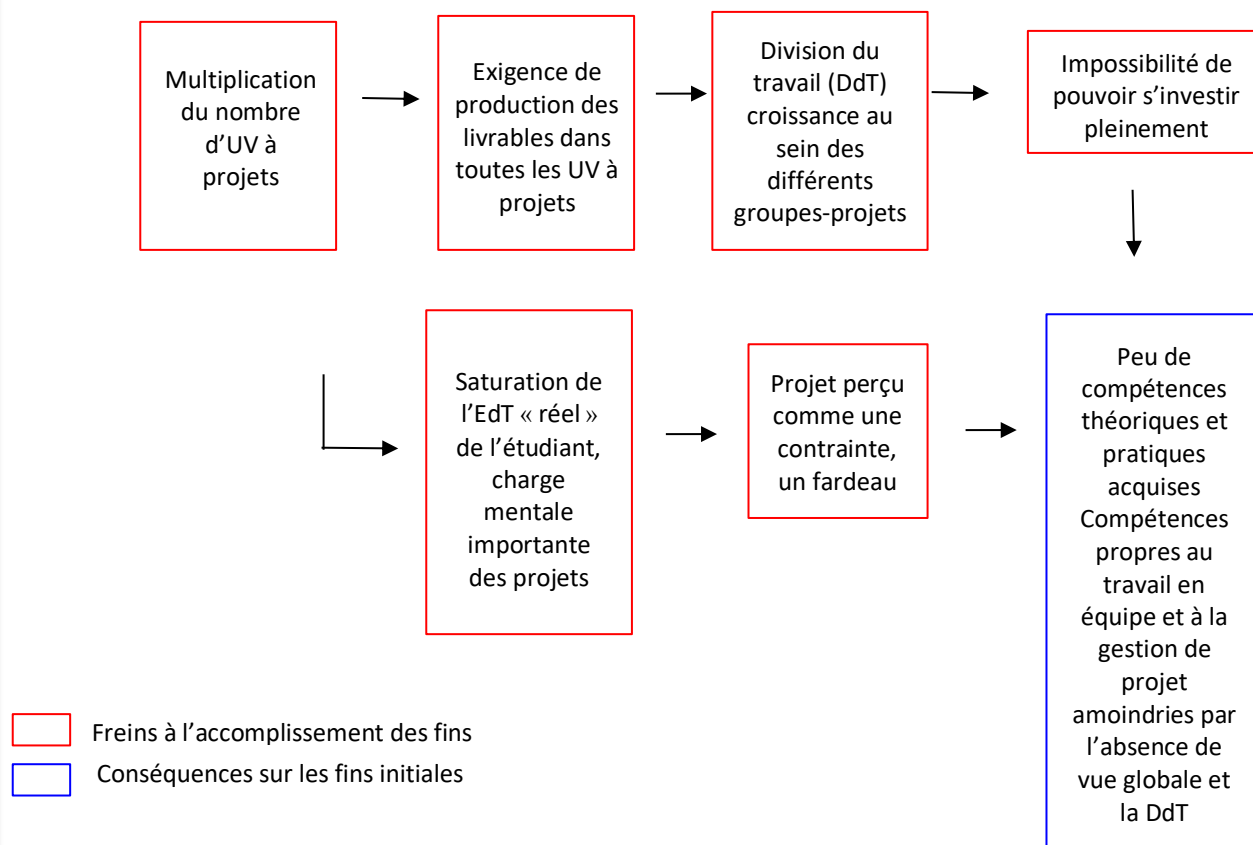 Multiplication
du nombre
d’UV à
projets
Exigence de
production des
livrables dans
toutes les UV à
projets
Division du
travail (DdT)
croissance au
sein des
différents
groupes-projets
Impossibilité de
pouvoir s’investir
pleinement
Saturation de
l’EdT « réel »
de l’étudiant,
charge
mentale
importante
des projets
Projet perçu
comme une
contrainte,
un fardeau
Peu de
compétences
théoriques et
pratiques
acquises
Compétences
propres au
travail en
équipe et à la
gestion de
projet
amoindries par
l’absence de
vue globale et
la DdT
Freins à l’accomplissement des fins
Conséquences sur les fins initiales